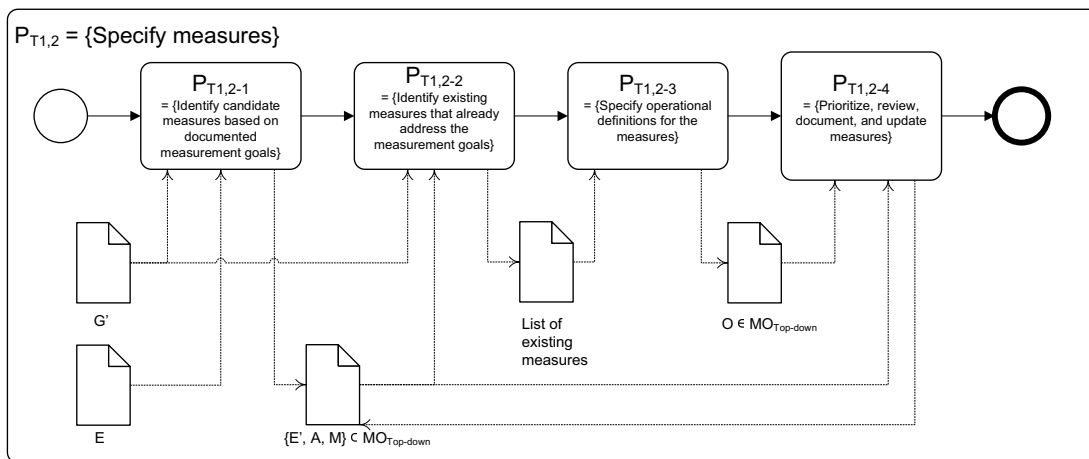 P_T1,2 = {Specify measures}
P_T1,2-1
= {Identify candidate
measures based on
documented
measurement goals}
P_T1,2-2
= {Identify existing
measures that already
address the
measurement goals}
P_T1,2-3
= {Specify operational
definitions for the
measures}
P_T1,2-4
= {Prioritize, review,
document, and update
measures}
G'
List of
existing
measures
O ∈ MO_Top-down
E
{E', A, M} ⊂ MO_Top-down